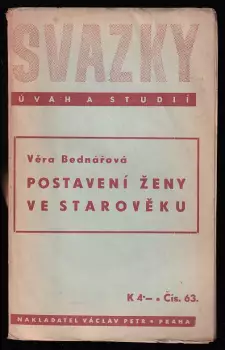 SVAZKY
ÚVAH A STUDIÍ
Věra Bednářová
POSTAVENÍ ŽENY
VE STAROVĚKU
K 4·— • Čís. 63.
NAKLADATEL VÁCLAV PETR • PRAHA